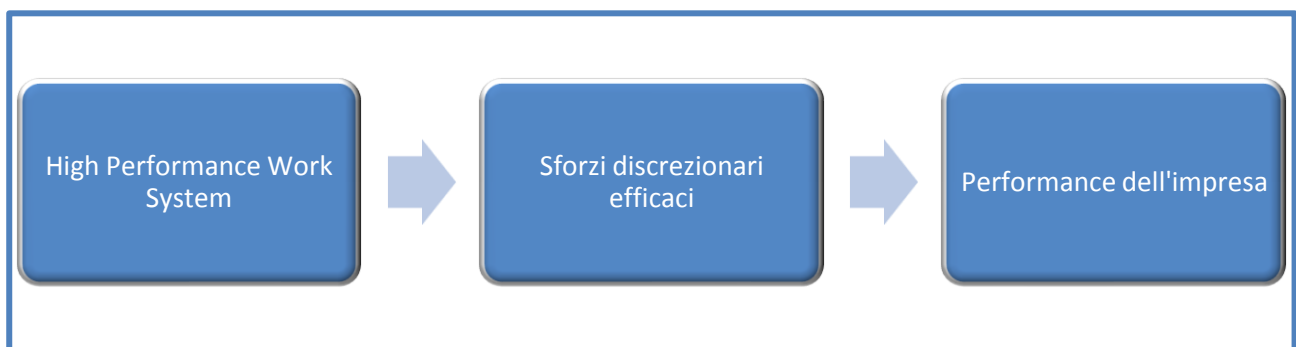 High Performance Work
System
Sforzi discrezionari
efficaci
Performance dell'impresa